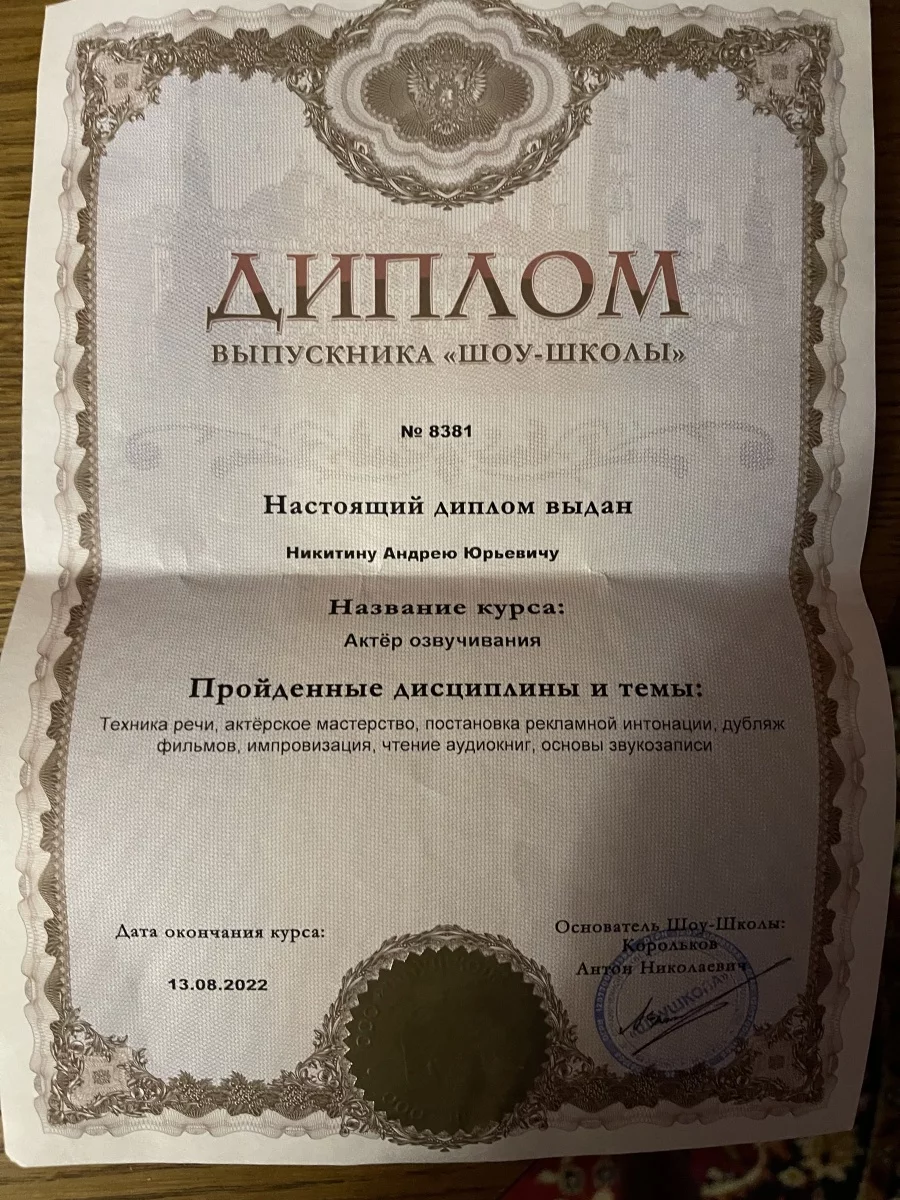 ДИПЛОМ
ВЫПУСКНИКА «ШОУ-ШКОЛЫ»
№ 8381
Настоящий диплом выдан
Никитину Андрею Юрьевичу
Название курса:
Актёр озвучивания
Пройденные дисциплины и темы:
Техника речи, актёрское мастерство, постановка рекламной интонации, дубляж
фильмов, импровизация, чтение аудиокниг, основы звукозаписи
Дата окончания курса:
13.08.2022
Основатель Шоу-Школы:
Корольков
Антон Николаевич